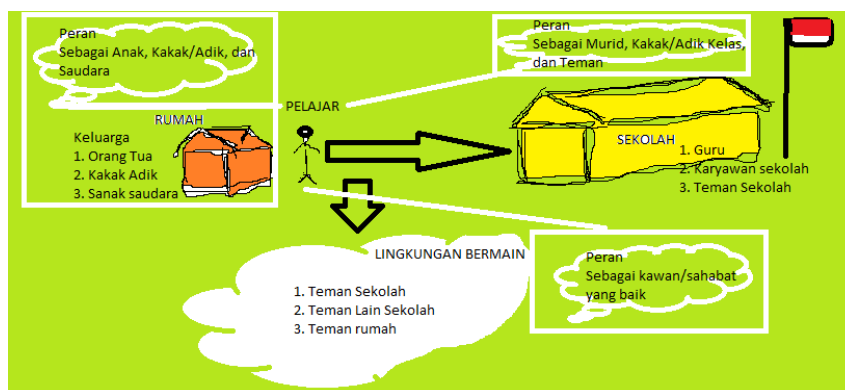 Peran
Sebagai Anak, Kakak/Adik, dan
Saudara
Peran
Sebagai Murid, Kakak/Adik Kelas,
dan Teman
PELAJAR
RUMAH
Keluarga
1. Orang Tua
2. Kakak Adik
3. Sanak saudara
SEKOLAH
1. Guru
2. Karyawan sekolah
3. Teman Sekolah
LINGKUNGAN BERMAIN
1. Teman Sekolah
2. Teman Lain Sekolah
3. Teman rumah
Peran
Sebagai kawan/sahabat
yang baik